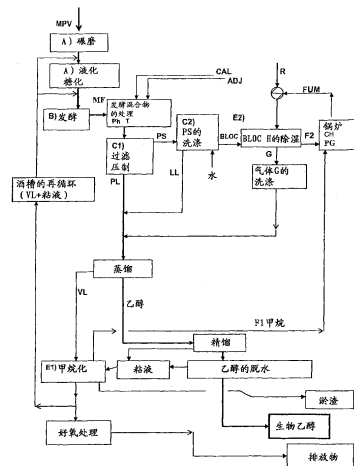 MPV
A) 碾磨
A) 液化
糖化
B) 发酵
MF
发酵混合物
的处理
Ph T
CAL
ADJ
C1)
过滤
压制
PS
C2)
PS的
洗涤
BLOC
水
E2)
R
FUM
BLOC E的除湿
F2
锅炉
CH
PG
PL
LL
G
气体G的
洗涤
酒槽的再循环
(VL+粘液)
蒸馏
VL
乙醇
F1甲烷
精馏
E1)甲烷化
粘液
乙醇的脱水
淤渣
生物乙醇
好氧处理
排放物